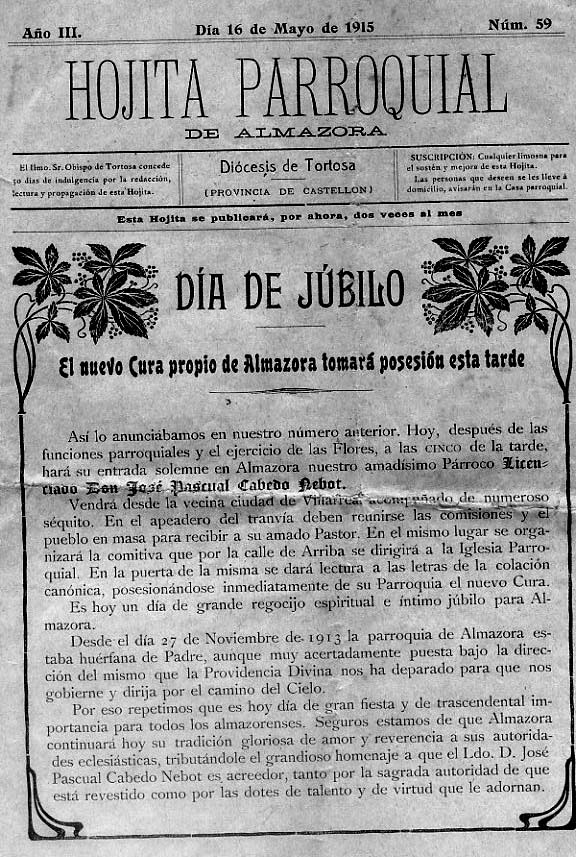 Año III.
Día 16 de Mayo de 1915
Núm. 59
HOJITA PARROQUIAL
DE ALMAZORA
El Ilmo. Sr. Obispo de Tortosa concede
50 días de indulgencia por la redacción,
lectura y propagación de esta Hojita.
Diócesis de Tortosa
(PROVINCIA DE CASTELLON)
SUSCRIPCIÓN: Cualquier limosna para
el sostén y mejora de esta Hojita.
Las personas que deseen se les lleve á
domicilio, avisarán en la Casa parroquial.
Esta Hojita se publicará, por ahora, dos veces al mes
DÍA DE JÚBILO
El nuevo Cura propio de Almazora tomará posesión esta tarde
Así lo anunciábamos en nuestro número anterior. Hoy, después de las
funciones parroquiales y el ejercicio de las Flores, a las CINCO de la tarde,
hará su entrada solemne en Almazora nuestro amadísimo Párroco Licen-
ciado Don José Pascual Cabedo Nebot.
Vendrá desde la vecina ciudad de Villarreal acompañado de numeroso
séquito. En el apeadero del tranvía deben reunirse las comisiones y el
pueblo en masa para recibir a su amado Pastor. En el mismo lugar se orga-
nizará la comitiva que por la calle de Arriba se dirigirá a la Iglesia Parro-
quial. En la puerta de la misma se dará lectura a las letras de la colación
canónica, posesionándose inmediatamente de su Parroquia el nuevo Cura.
Es hoy un día de grande regocijo espiritual e íntimo júbilo para Al-
mazora.
Desde el día 27 de Noviembre de 1913 la parroquia de Almazora es-
taba huérfana de Padre, aunque muy acertadamente puesta bajo la direc-
ción del mismo que la Providencia Divina nos ha deparado para que nos
gobierne y dirija por el camino del Cielo.
Por eso repetimos que es hoy día de gran fiesta y de trascendental im-
portancia para todos los almazorenses. Seguros estamos de que Almazora
continuará hoy su tradición gloriosa de amor y reverencia a sus autorida-
des eclesiásticas, tributándole el grandioso homenaje a que el Ldo. D. José
Pascual Cabedo Nebot es acreedor, tanto por la sagrada autoridad de que
está revestido como por las dotes de talento y de virtud que le adornan.